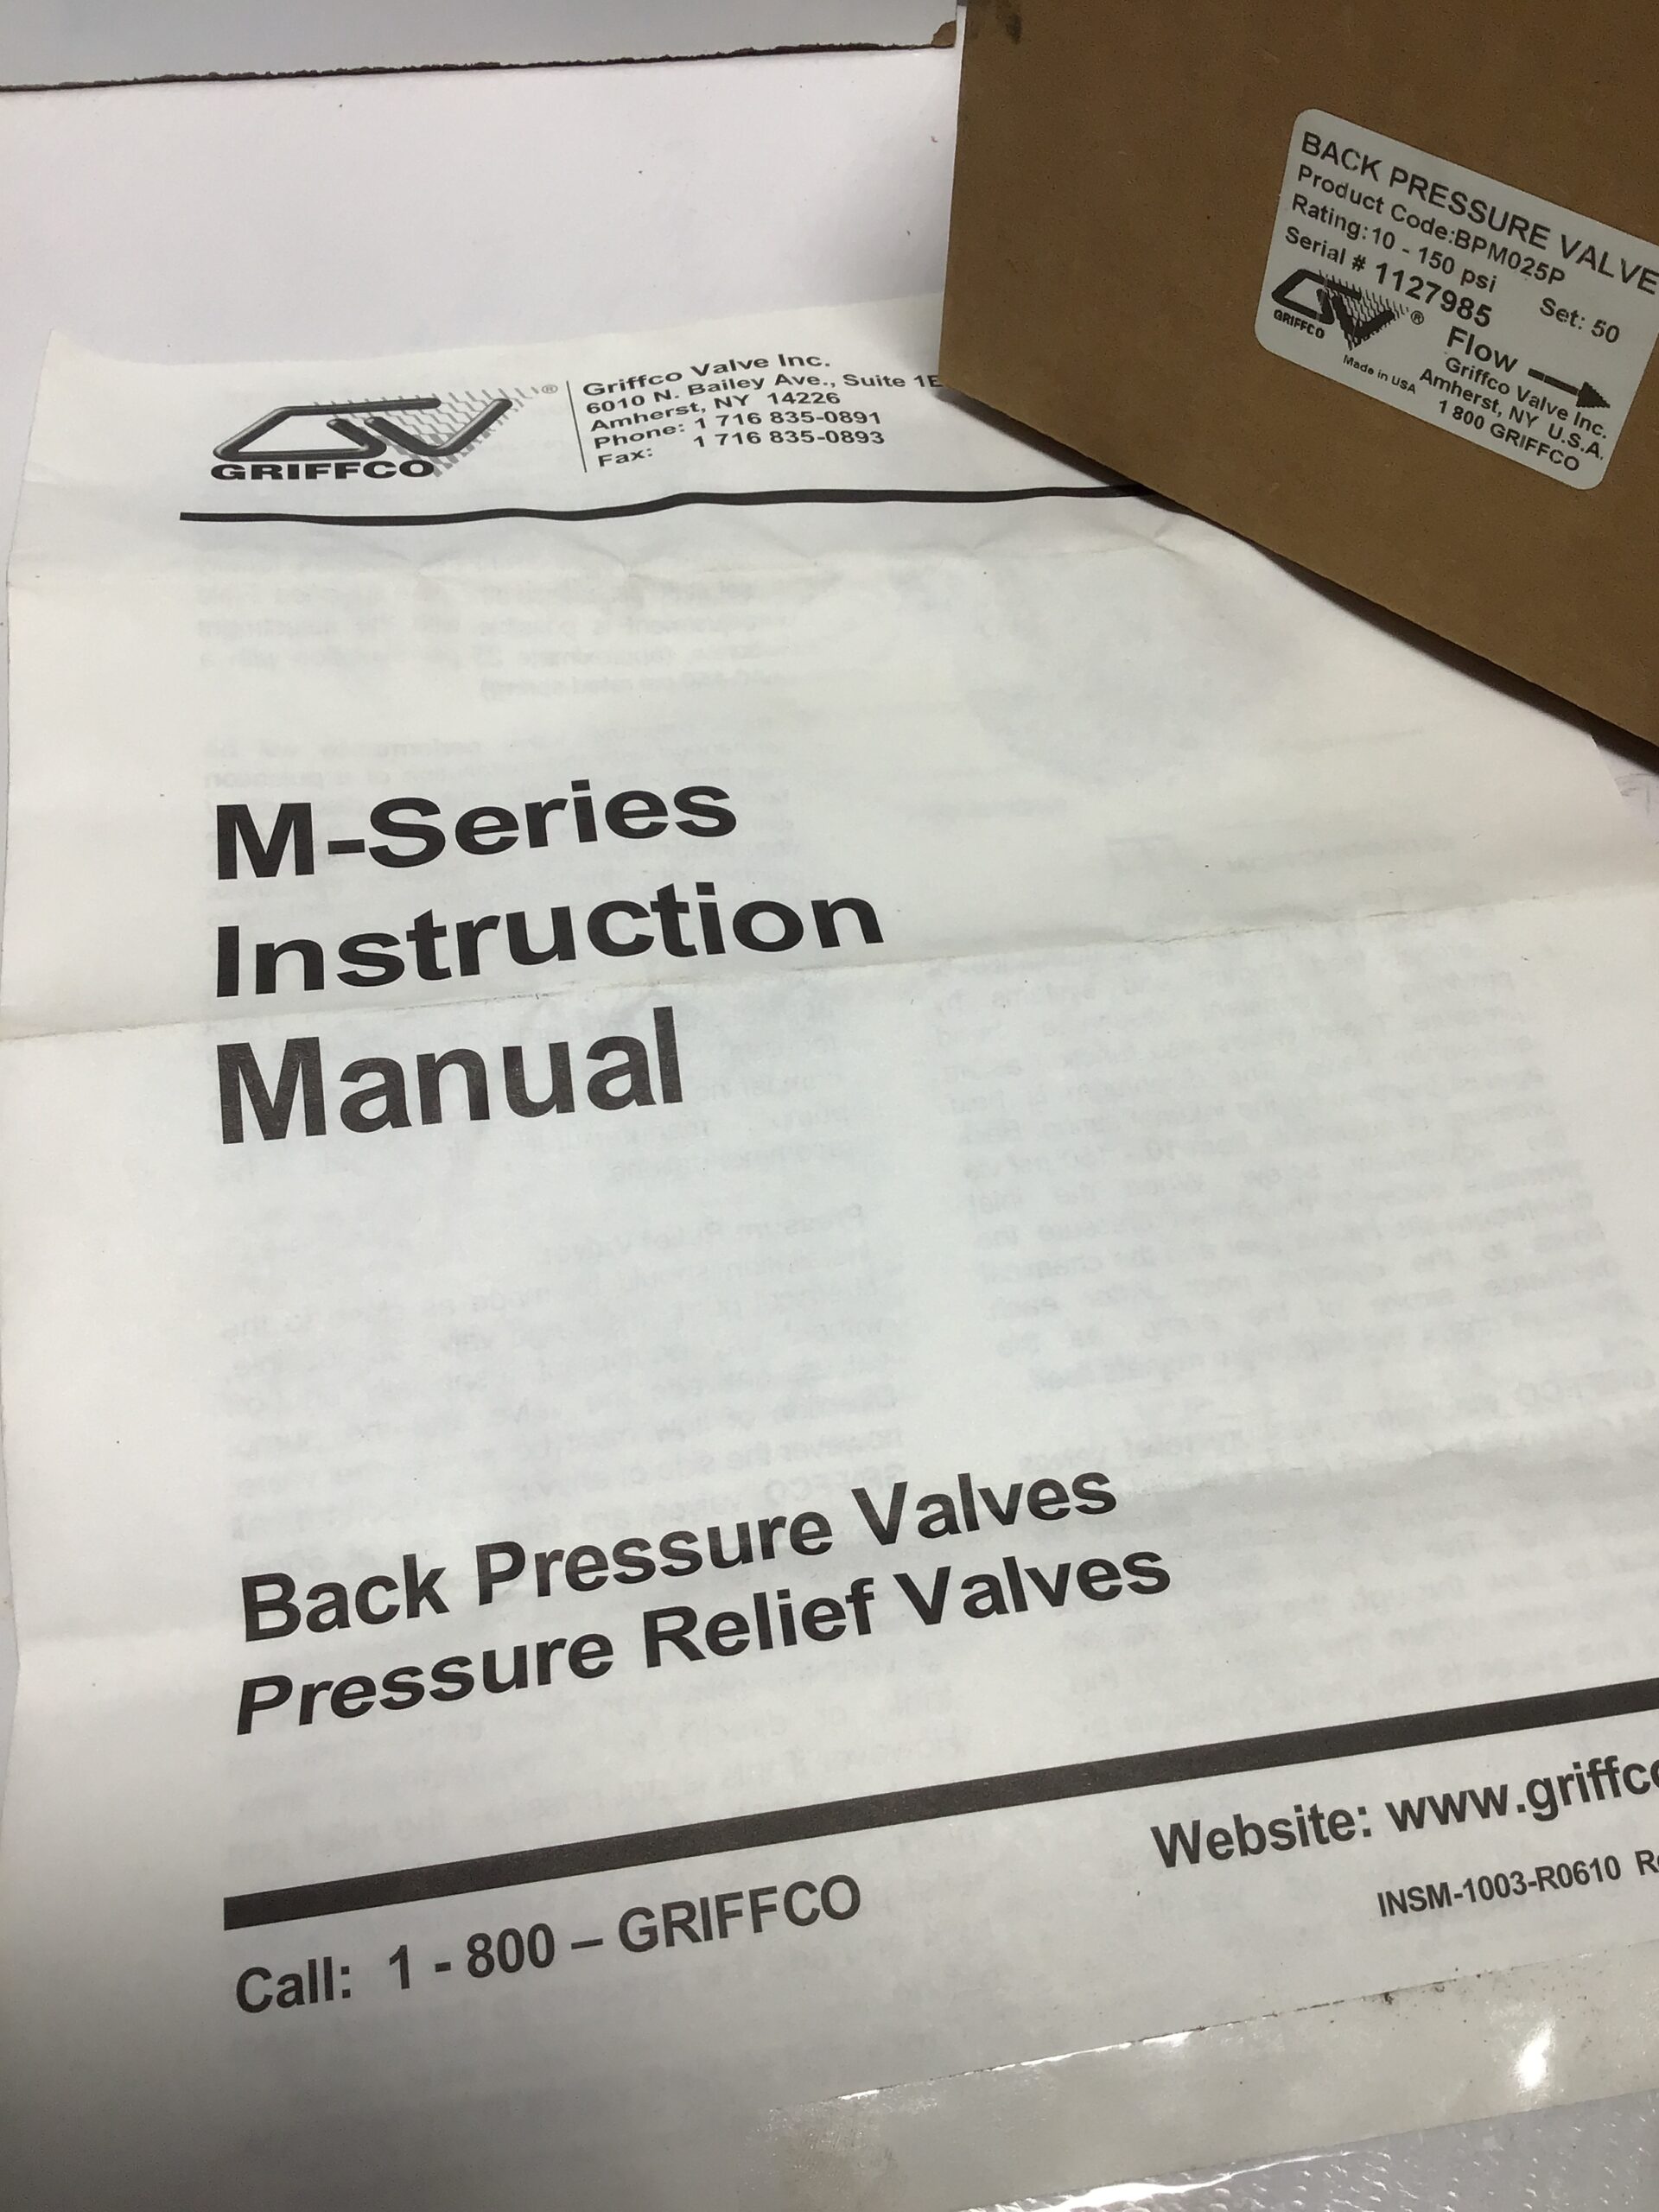 BACK PRESSURE VALVE
Product Code:BPM025P
Rating:10 - 150 psi Set: 50
Serial # 1127985
GRIFFCO ®
Flow
Made in USA
Griffco Valve Inc.
Amherst, NY U.S.A.
1 800 GRIFFCO
GRIFFCO ®
Griffco Valve Inc.
6010 N. Bailey Ave., Suite 1
Amherst, NY 14226
Phone: 1 716 835-0891
Fax: 1 716 835-0893
M-Series
Instruction
Manual
Back Pressure Valves
Pressure Relief Valves
Call: 1 - 800 – GRIFFCO
Website: www.griffc
INSM-1003-R0610 R